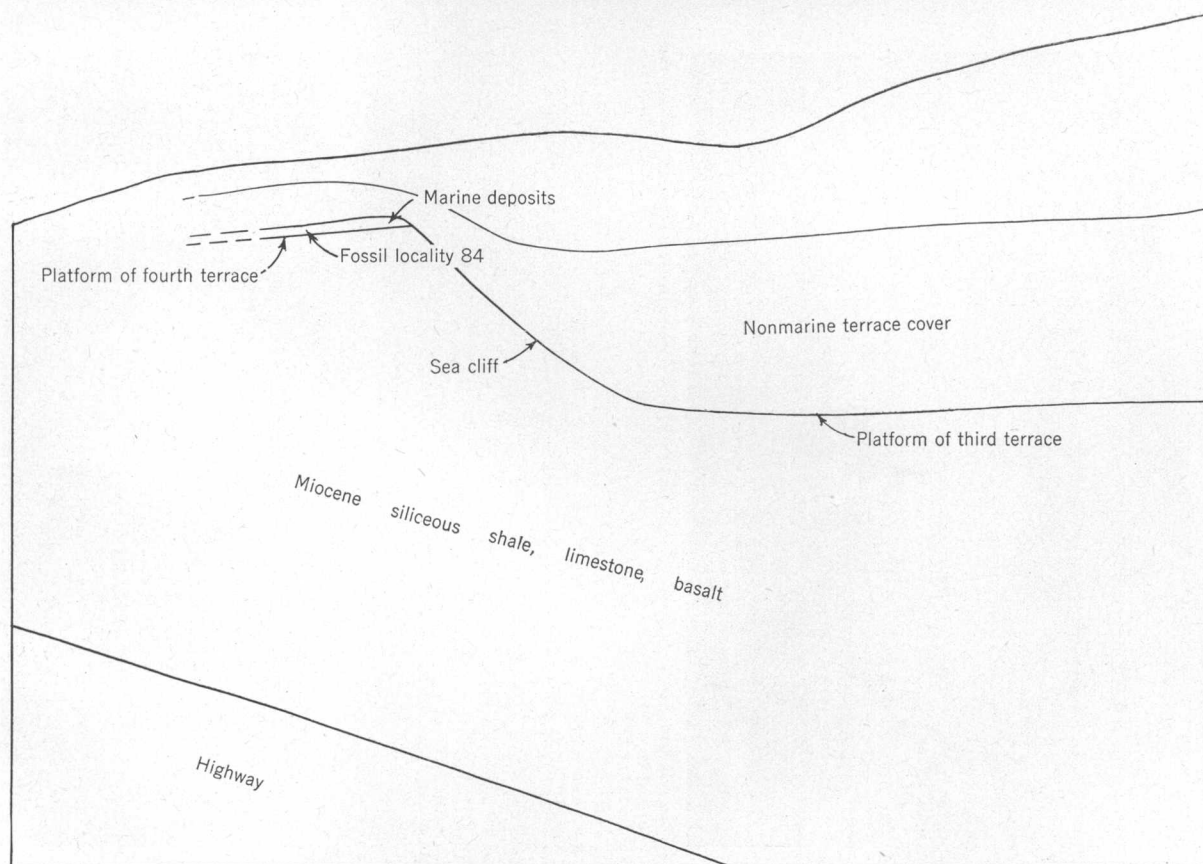 Marine deposits
Fossil locality 84
Platform of fourth terrace
Nonmarine terrace cover
Sea cliff
Platform of third terrace
Miocene siliceous shale, limestone, basalt
Highway